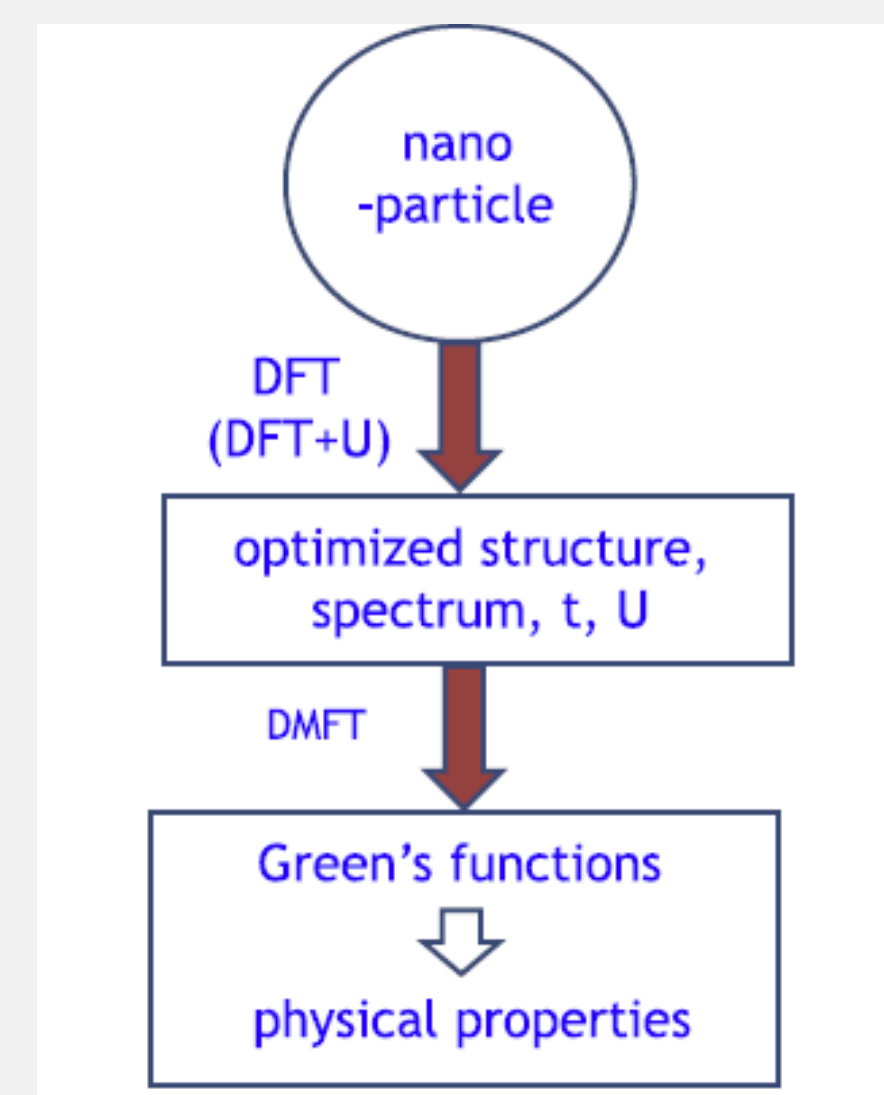 nano
-particle
DFT
(DFT+U)
optimized structure,
spectrum, t, U
DMFT
Green’s functions
physical properties